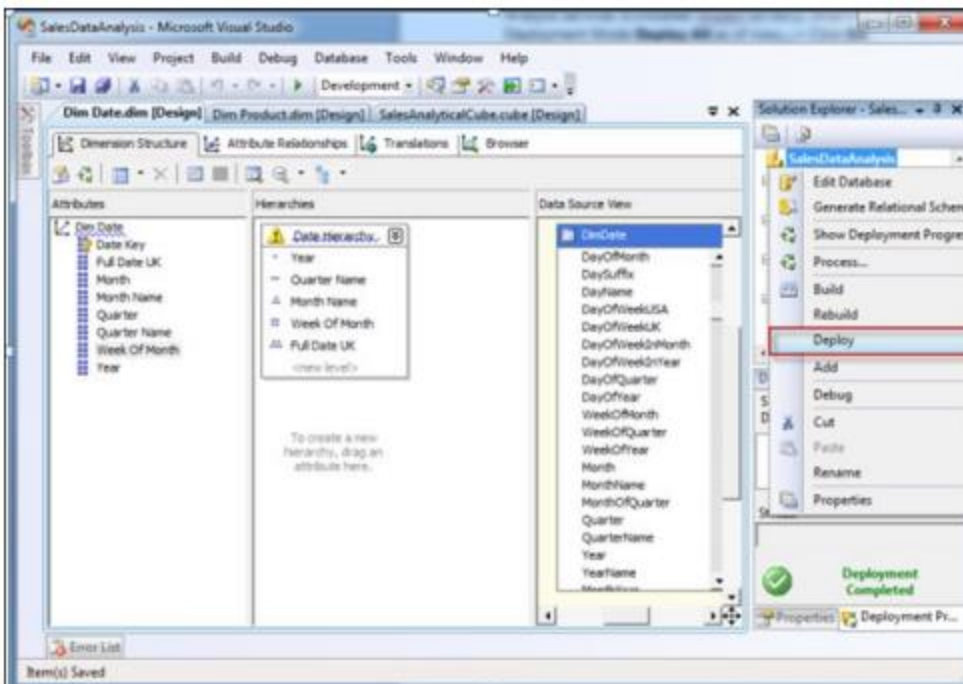 SalesDataAnalysis - Microsoft Visual Studio
Deployment Mode Deploy All
File Edit View Project Build Debug Database Tools Window Help
Development
Toolbox
Dim Date.dim [Design] Dim Product.dim [Design] SalesAnalyticalCube.cube [Design]
Dimension Structure Attribute Relationships Translations Browser
Attributes
Dim Date
Date Key
Full Date UK
Month
Month Name
Quarter
Quarter Name
Week Of Month
Year
Hierarchies
Date Hierarchy...
Year
Quarter Name
Month Name
Week Of Month
Full Date UK
<new level>
To create a new
hierarchy, drag an
attribute here.
Data Source View
DimDate
DayOfMonth
DaySuffix
DayName
DayOfWeekUSA
DayOfWeekUK
DayOfWeekInMonth
DayOfWeekInYear
DayOfQuarter
DayOfYear
WeekOfMonth
WeekOfQuarter
WeekOfYear
Month
MonthName
MonthOfQuarter
Quarter
QuarterName
Year
YearName
MonthYear
Solution Explorer - Sales...
SalesDataAnalysis
Edit Database
Generate Relational Schem
Show Deployment Progre
Process...
Build
Rebuild
Deploy
Add
Debug
Cut
Paste
Rename
Properties
Deployment
Completed
Properties Deployment Pr...
Error List
Item(s) Saved